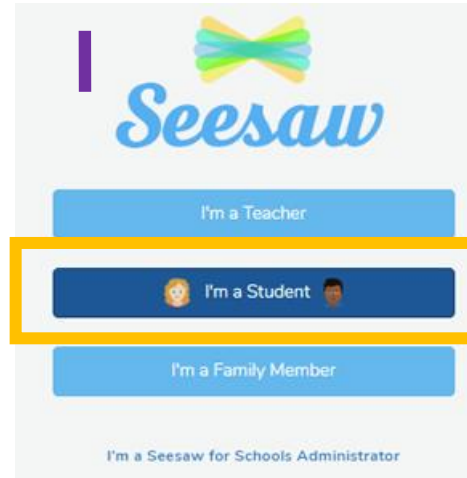 Seesaw
I'm a Teacher
I'm a Student
I'm a Family Member
I'm a Seesaw for Schools Administrator